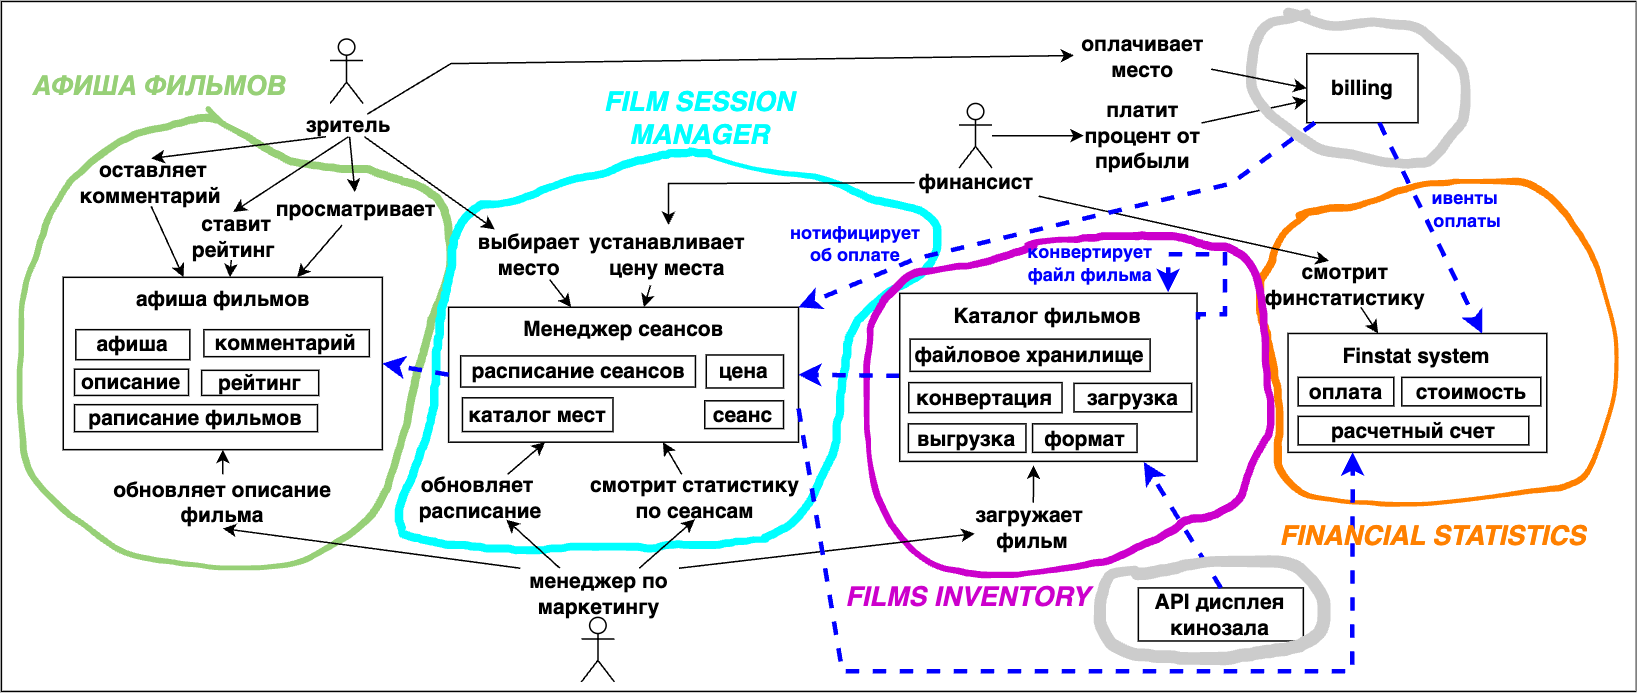 АФИША ФИЛЬМОВ
зритель
оставляет
комментарий
ставит
рейтинг
просматривает
афиша фильмов
афиша
комментарий
описание
рейтинг
раписание фильмов
обновляет описание
фильма
FILM SESSION
MANAGER
выбирает
место
устанавливает
цену места
Менеджер сеансов
расписание сеансов
цена
каталог мест
сеанс
обновляет
расписание
смотрит статистику
по сеансам
менеджер по
маркетингу
оплачивает
место
платит
процент от
прибыли
финансист
billing
нотифицирует
об оплате
ивенты
оплаты
конвертирует
файл фильма
Каталог фильмов
файловое хранилище
конвертация
загрузка
выгрузка
формат
загружает
фильм
FILMS INVENTORY
API дисплея
кинозала
смотрит
финстатистику
Finstat system
оплата
стоимость
расчетный счет
FINANCIAL STATISTICS